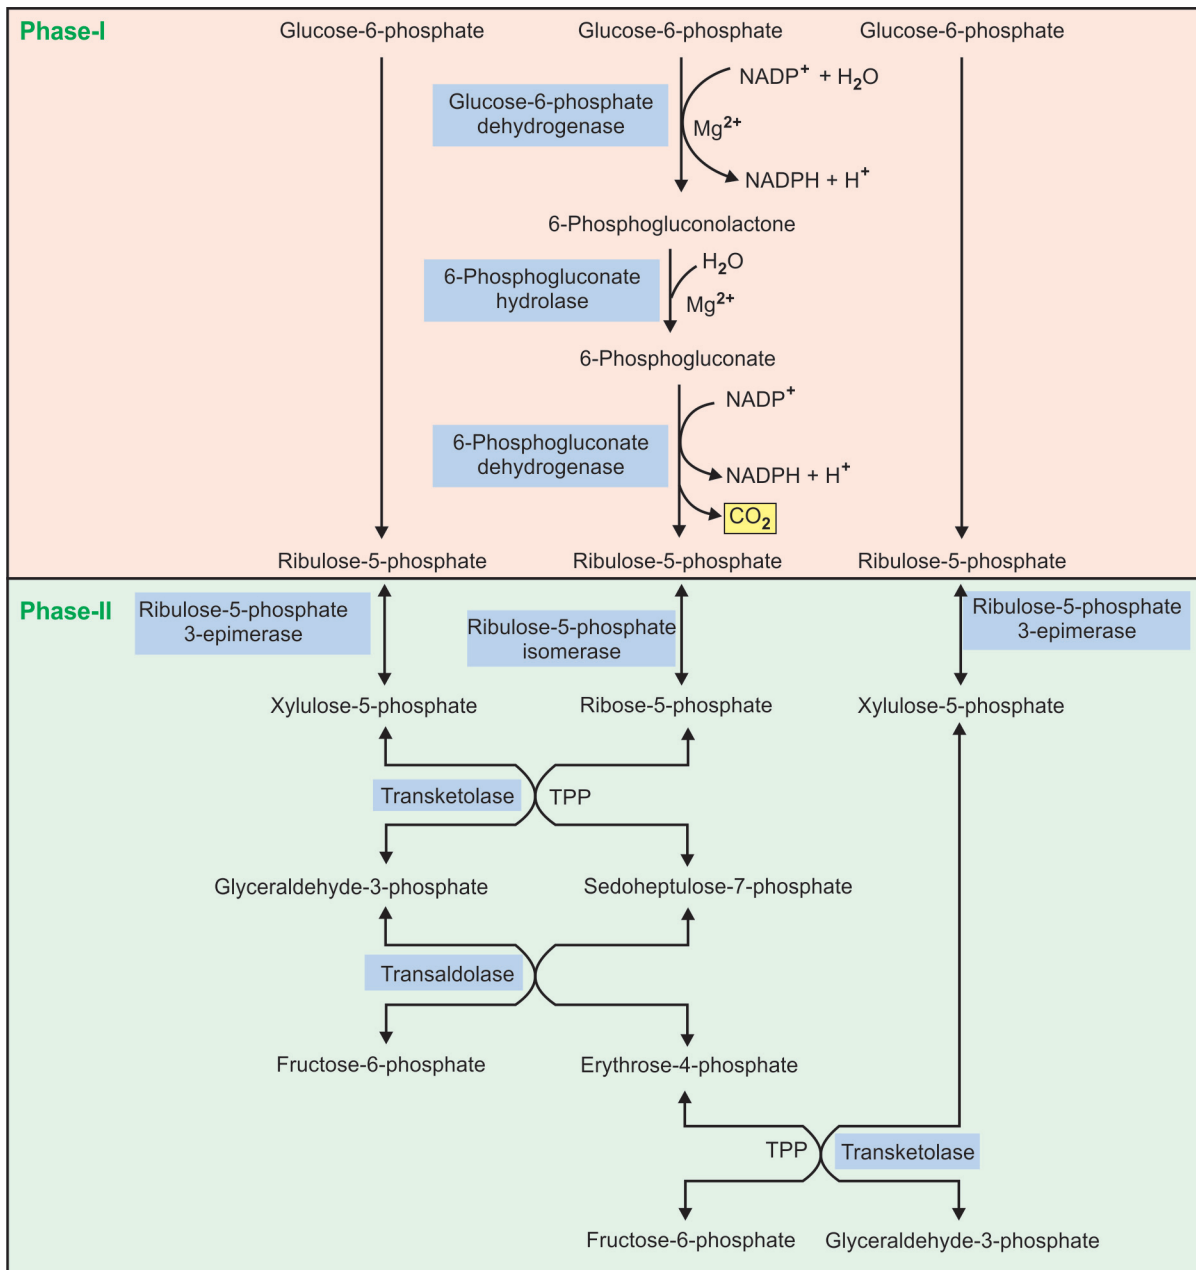 Phase-I
Glucose-6-phosphate
Glucose-6-phosphate
Glucose-6-phosphate
NADP⁺ + H₂O
Glucose-6-phosphate
dehydrogenase
Mg²⁺
NADPH + H⁺
6-Phosphogluconolactone
H₂O
6-Phosphogluconate
hydrolase
Mg²⁺
6-Phosphogluconate
NADP⁺
6-Phosphogluconate
dehydrogenase
NADPH + H⁺
CO₂
Ribulose-5-phosphate
Ribulose-5-phosphate
Ribulose-5-phosphate
Phase-II
Ribulose-5-phosphate
3-epimerase
Ribulose-5-phosphate
isomerase
Ribulose-5-phosphate
3-epimerase
Xylulose-5-phosphate
Ribose-5-phosphate
Xylulose-5-phosphate
Transketolase
TPP
Glyceraldehyde-3-phosphate
Sedoheptulose-7-phosphate
Transaldolase
Fructose-6-phosphate
Erythrose-4-phosphate
TPP
Transketolase
Fructose-6-phosphate
Glyceraldehyde-3-phosphate